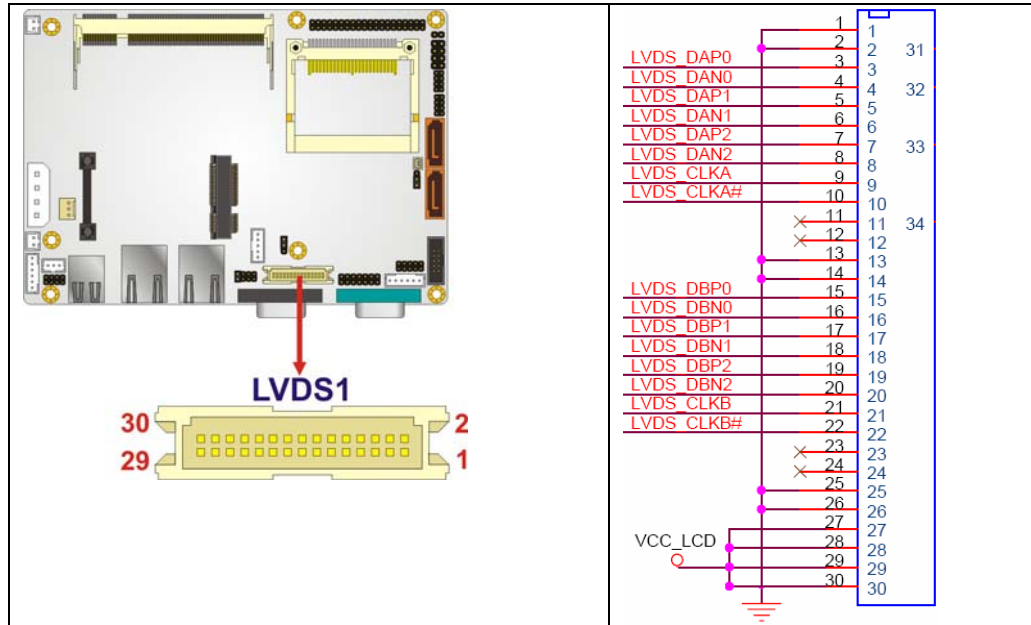 LVDS1
30
2
29
1
1 1
2 2 31
LVDS_DAP0 3 3
LVDS_DAN0 4 4 32
LVDS_DAP1 5 5
LVDS_DAN1 6 6
LVDS_DAP2 7 7 33
LVDS_DAN2 8 8
LVDS_CLKA 9 9
LVDS_CLKA# 10 10
11 11 34
12 12
13 13
14 14
LVDS_DBP0 15 15
LVDS_DBN0 16 16
LVDS_DBP1 17 17
LVDS_DBN1 18 18
LVDS_DBP2 19 19
LVDS_DBN2 20 20
LVDS_CLKB 21 21
LVDS_CLKB# 22 22
23 23
24 24
25 25
26 26
27 27
VCC_LCD 28 28
29 29
30 30